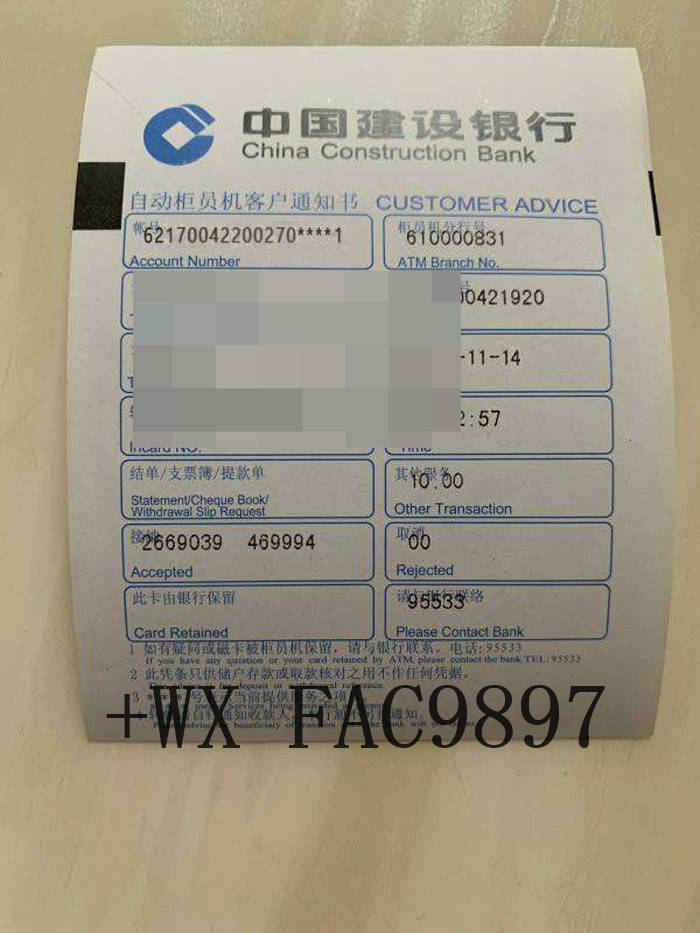 中国建设银行
China Construction Bank
自动柜员机客户通知书 CUSTOMER ADVICE
帐号
62170042200270****1
Account Number
柜员机分行号
610000831
ATM Branch No.
00421920
-11-14
2:57
Incard No.
Time
结单/支票簿/提款单
Statement/Cheque Book/
Withdrawal Slip Request
其他服务
10.00
Other Transaction
接纳
2669039 469994
Accepted
取消
00
Rejected
此卡由银行保留
Card Retained
请与银行联络
95533
Please Contact Bank
1 如有疑问或磁卡被柜员机保留，请与银行联系。电话:95533
If you have any question or your card retained by ATM, please contact the bank TEL: 95533
2 此凭条只供储户存款或取款核对之用不作任何凭据。
+WX FAC9897